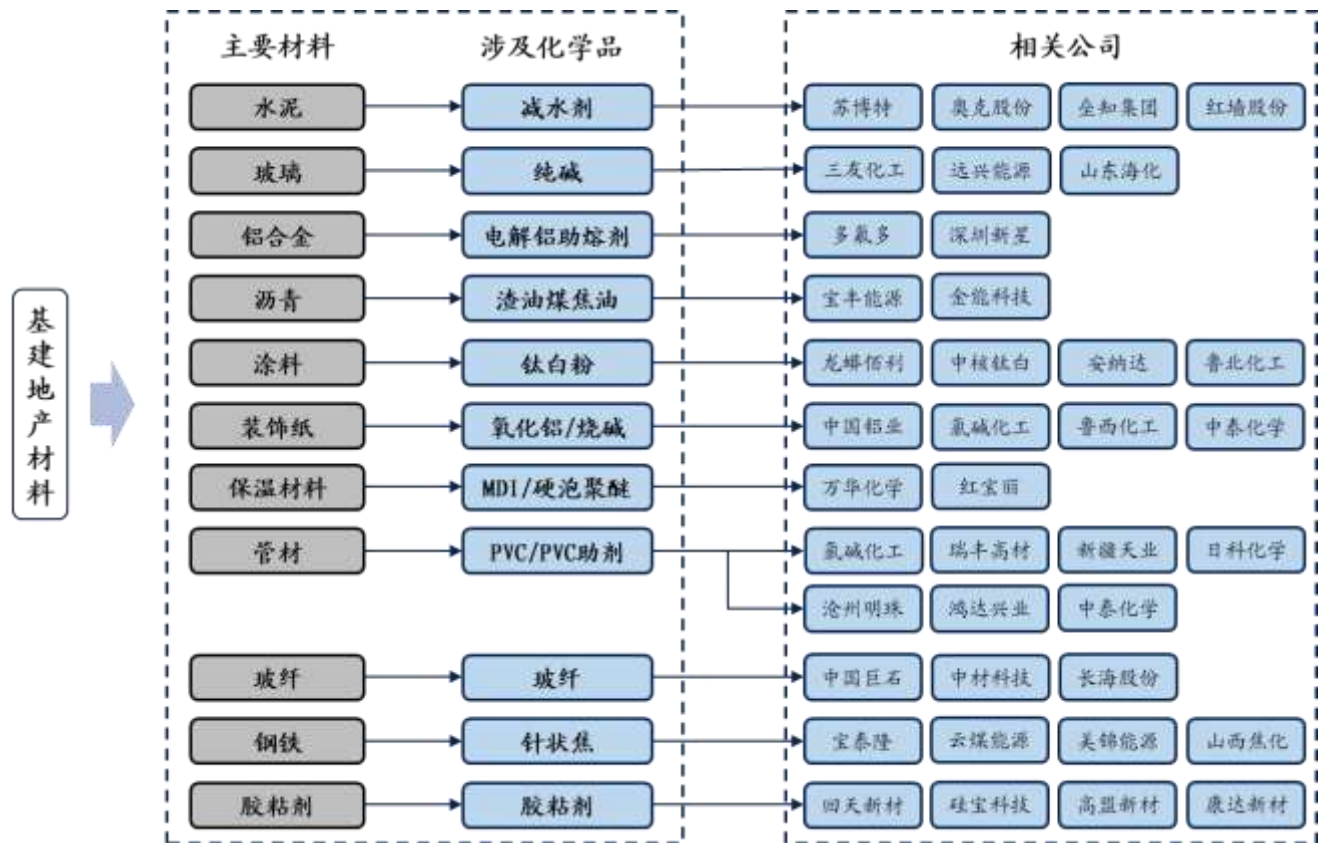 主要材料 涉及化学品 相关公司
水泥 减水剂 苏博特 奥克股份 垒知集团 红墙股份
玻璃 纯碱 三友化工 远兴能源 山东海化
铝合金 电解铝助熔剂 多氟多 深圳新星
沥青 渣油煤焦油 宝丰能源 金能科技
涂料 钛白粉 龙蟒佰利 中核钛白 安纳达 鲁北化工
装饰纸 氧化铝/烧碱 中国铝业 氯碱化工 鲁西化工 中泰化学
保温材料 MDI/硬泡聚醚 万华化学 红宝丽
管材 PVC/PVC助剂 氯碱化工 瑞丰高材 新疆天业 日科化学
沧州明珠 鸿达兴业 中泰化学
玻纤 玻纤 中国巨石 中材科技 长海股份
钢铁 针状焦 宝泰隆 云煤能源 美锦能源 山西焦化
胶粘剂 胶粘剂 回天新材 硅宝科技 高盟新材 康达新材
基建地产材料